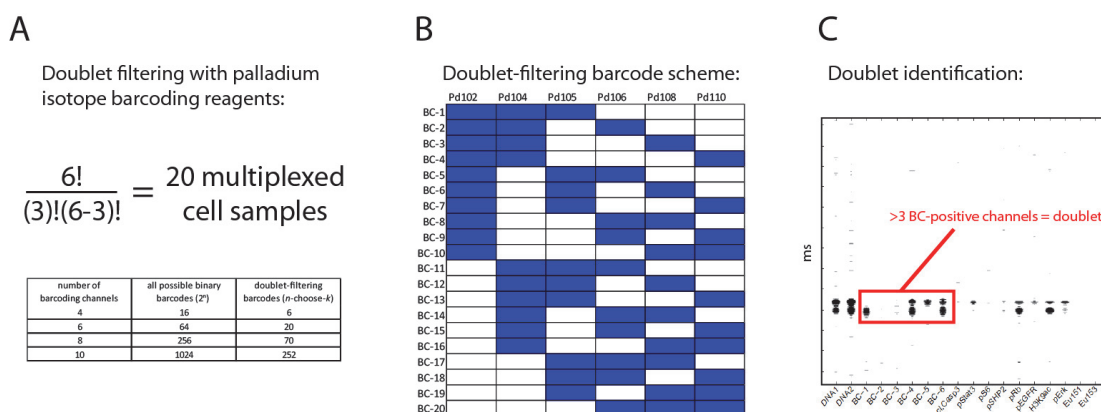 A
Doublet filtering with palladium
isotope barcoding reagents:
6!
(3)!(6-3)!
= 20 multiplexed
cell samples
number of barcoding channels all possible binary barcodes (2ⁿ) doublet-filtering barcodes (n-choose-k)
4 16 6
6 64 20
8 256 70
10 1024 252
B
Doublet-filtering barcode scheme:
Pd102 Pd104 Pd105 Pd106 Pd108 Pd110
BC-1
BC-2
BC-3
BC-4
BC-5
BC-6
BC-7
BC-8
BC-9
BC-10
BC-11
BC-12
BC-13
BC-14
BC-15
BC-16
BC-17
BC-18
BC-19
BC-20
C
Doublet identification:
>3 BC-positive channels = doublet
ms
DNA1 DNA2 BC-1 BC-2 BC-3 BC-4 BC-5 BC-6 pStat3 pS6 pSHP2 pRb pEGFR H3K9ac pErk Eu151 Eu153